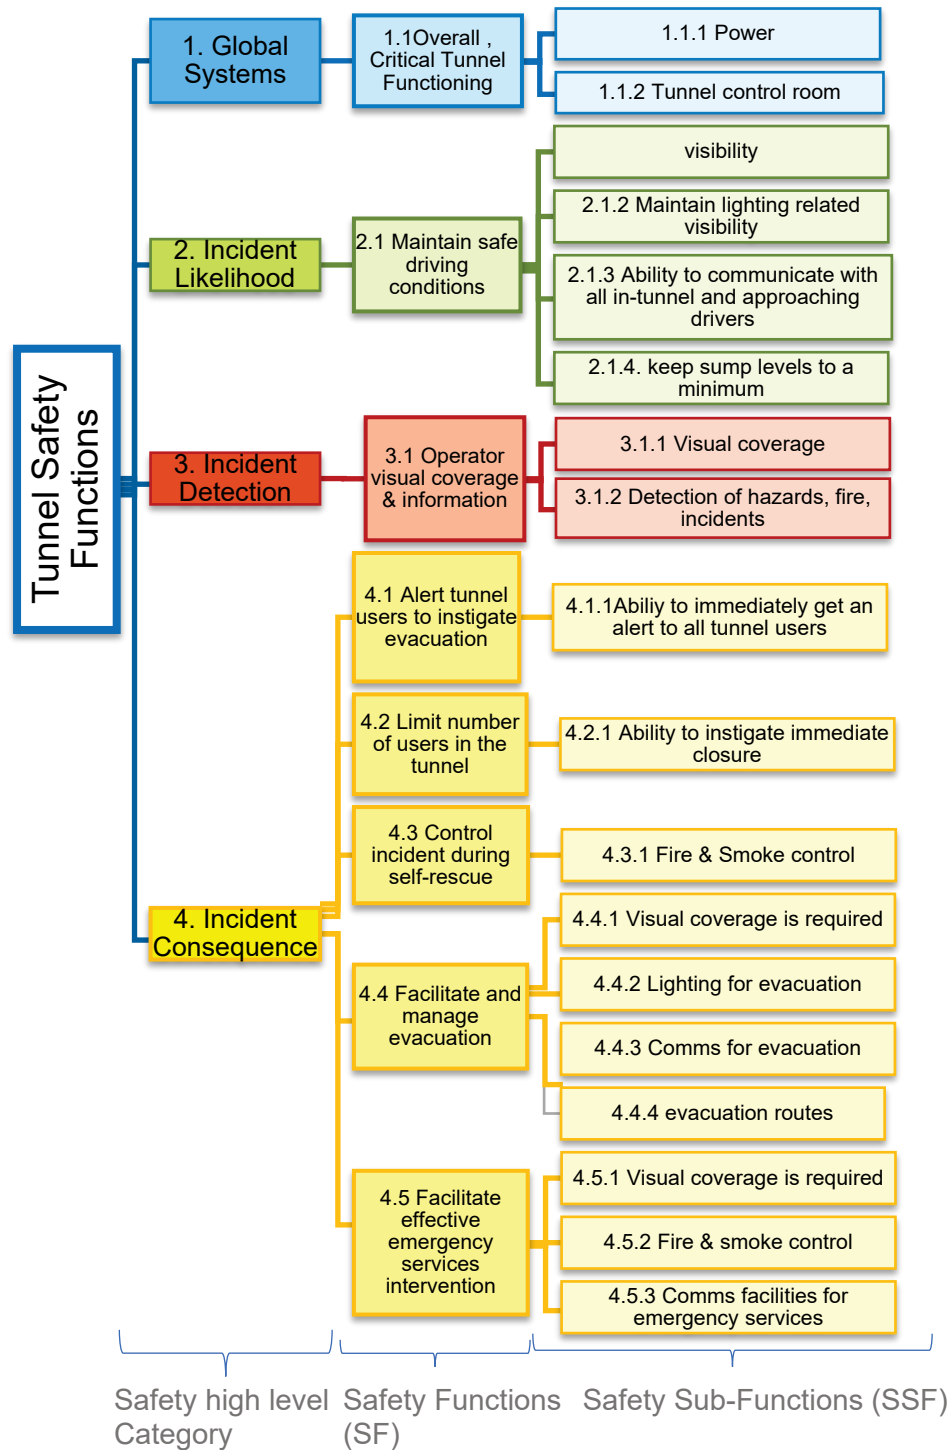 Tunnel Safety
Functions
1. Global
Systems
1.1Overall ,
Critical Tunnel
Functioning
1.1.1 Power
1.1.2 Tunnel control room
2. Incident
Likelihood
2.1 Maintain safe
driving
conditions
visibility
2.1.2 Maintain lighting related
visibility
2.1.3 Ability to communicate with
all in-tunnel and approaching
drivers
2.1.4. keep sump levels to a
minimum
3. Incident
Detection
3.1 Operator
visual coverage
& information
3.1.1 Visual coverage
3.1.2 Detection of hazards, fire,
incidents
4. Incident
Consequence
4.1 Alert tunnel
users to instigate
evacuation
4.1.1Abiliy to immediately get an
alert to all tunnel users
4.2 Limit number
of users in the
tunnel
4.2.1 Ability to instigate immediate
closure
4.3 Control
incident during
self-rescue
4.3.1 Fire & Smoke control
4.4 Facilitate and
manage
evacuation
4.4.1 Visual coverage is required
4.4.2 Lighting for evacuation
4.4.3 Comms for evacuation
4.4.4 evacuation routes
4.5 Facilitate
effective
emergency
services
intervention
4.5.1 Visual coverage is required
4.5.2 Fire & smoke control
4.5.3 Comms facilities for
emergency services
Safety high level
Category
Safety Functions
(SF)
Safety Sub-Functions (SSF)